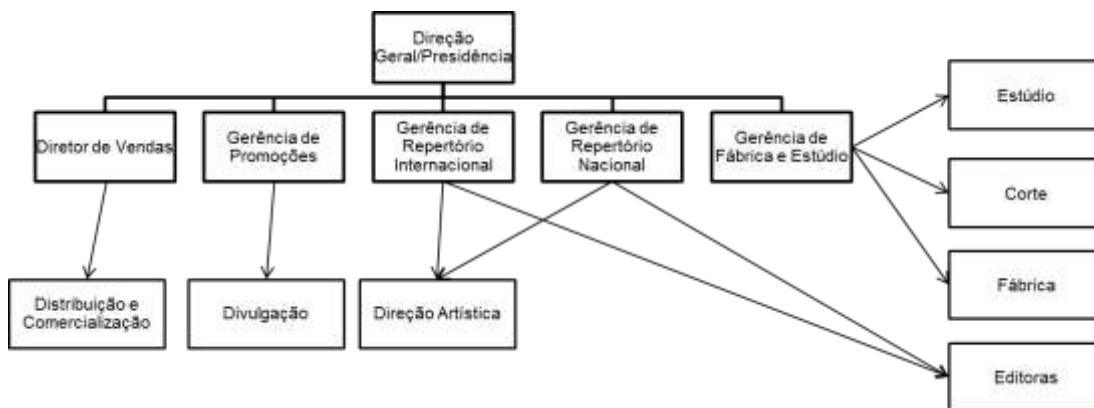 Direção
Geral/Presidência
Diretor de Vendas
Gerência de
Promoções
Gerência de
Repertório
Internacional
Gerência de
Repertório
Nacional
Gerência de
Fábrica e Estúdio
Estúdio
Corte
Fábrica
Editoras
Distribuição e
Comercialização
Divulgação
Direção Artística